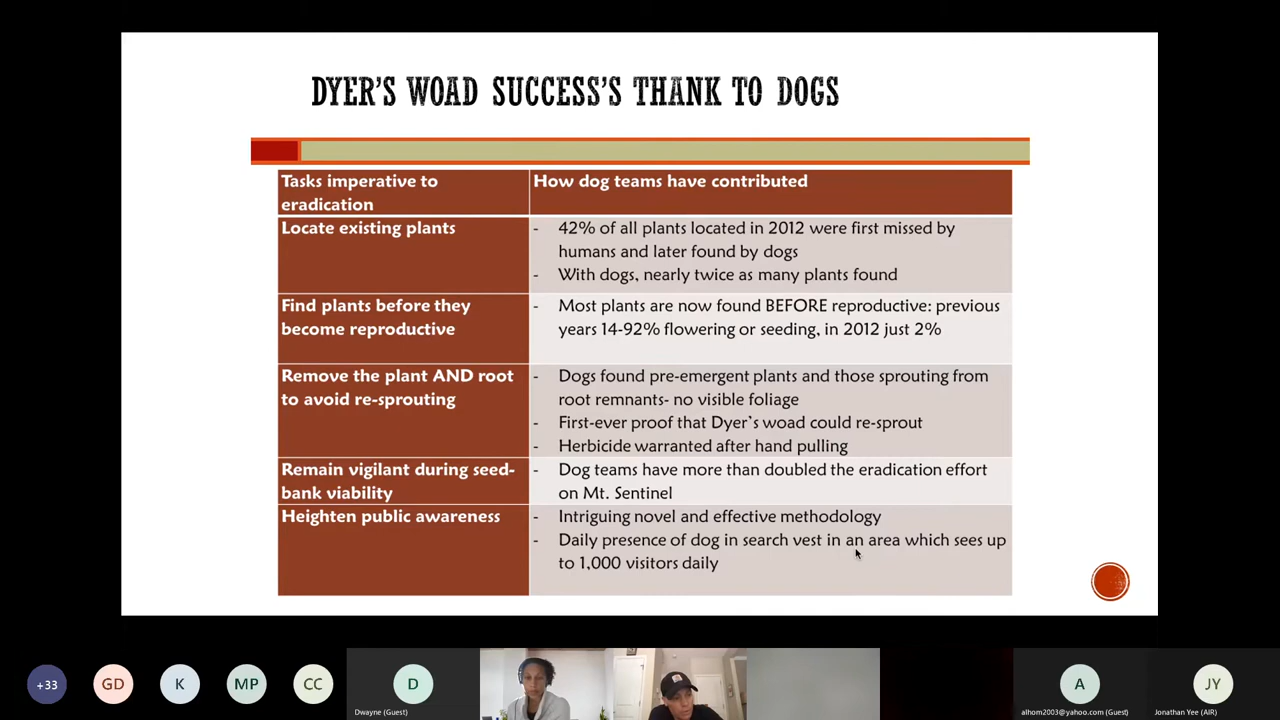 DYER'S WOAD SUCCESS'S THANK TO DOGS
Tasks imperative to
eradication
How dog teams have contributed
Locate existing plants
- 42% of all plants located in 2012 were first missed by
humans and later found by dogs
- With dogs, nearly twice as many plants found
Find plants before they
become reproductive
- Most plants are now found BEFORE reproductive: previous
years 14-92% flowering or seeding, in 2012 just 2%
Remove the plant AND root
to avoid re-sprouting
- Dogs found pre-emergent plants and those sprouting from
root remnants- no visible foliage
- First-ever proof that Dyer's woad could re-sprout
- Herbicide warranted after hand pulling
Remain vigilant during seed-
bank viability
- Dog teams have more than doubled the eradication effort
on Mt. Sentinel
Heighten public awareness
- Intriguing novel and effective methodology
- Daily presence of dog in search vest in an area which sees up
to 1,000 visitors daily
+33
GD
K
MP
CC
D
Dwayne (Guest)
A
alhom2003@yahoo.com (Guest)
JY
Jonathan Yee (AIR)